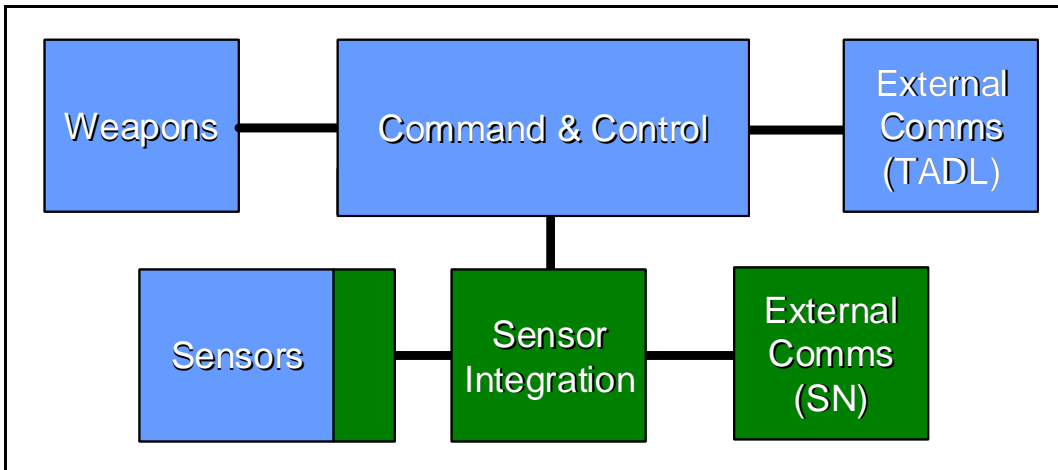 Weapons
Command & Control
External
Comms
(TADL)
Sensors
Sensor
Integration
External
Comms
(SN)